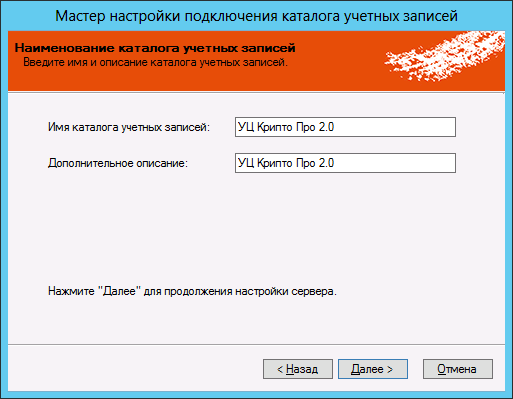 Мастер настройки подключения каталога учетных записей
Наименование каталога учетных записей
Введите имя и описание каталога учетных записей.
Имя каталога учетных записей: УЦ Крипто Про 2.0
Дополнительное описание: УЦ Крипто Про 2.0
Нажмите "Далее" для продолжения настройки сервера.
< Назад Далее > Отмена